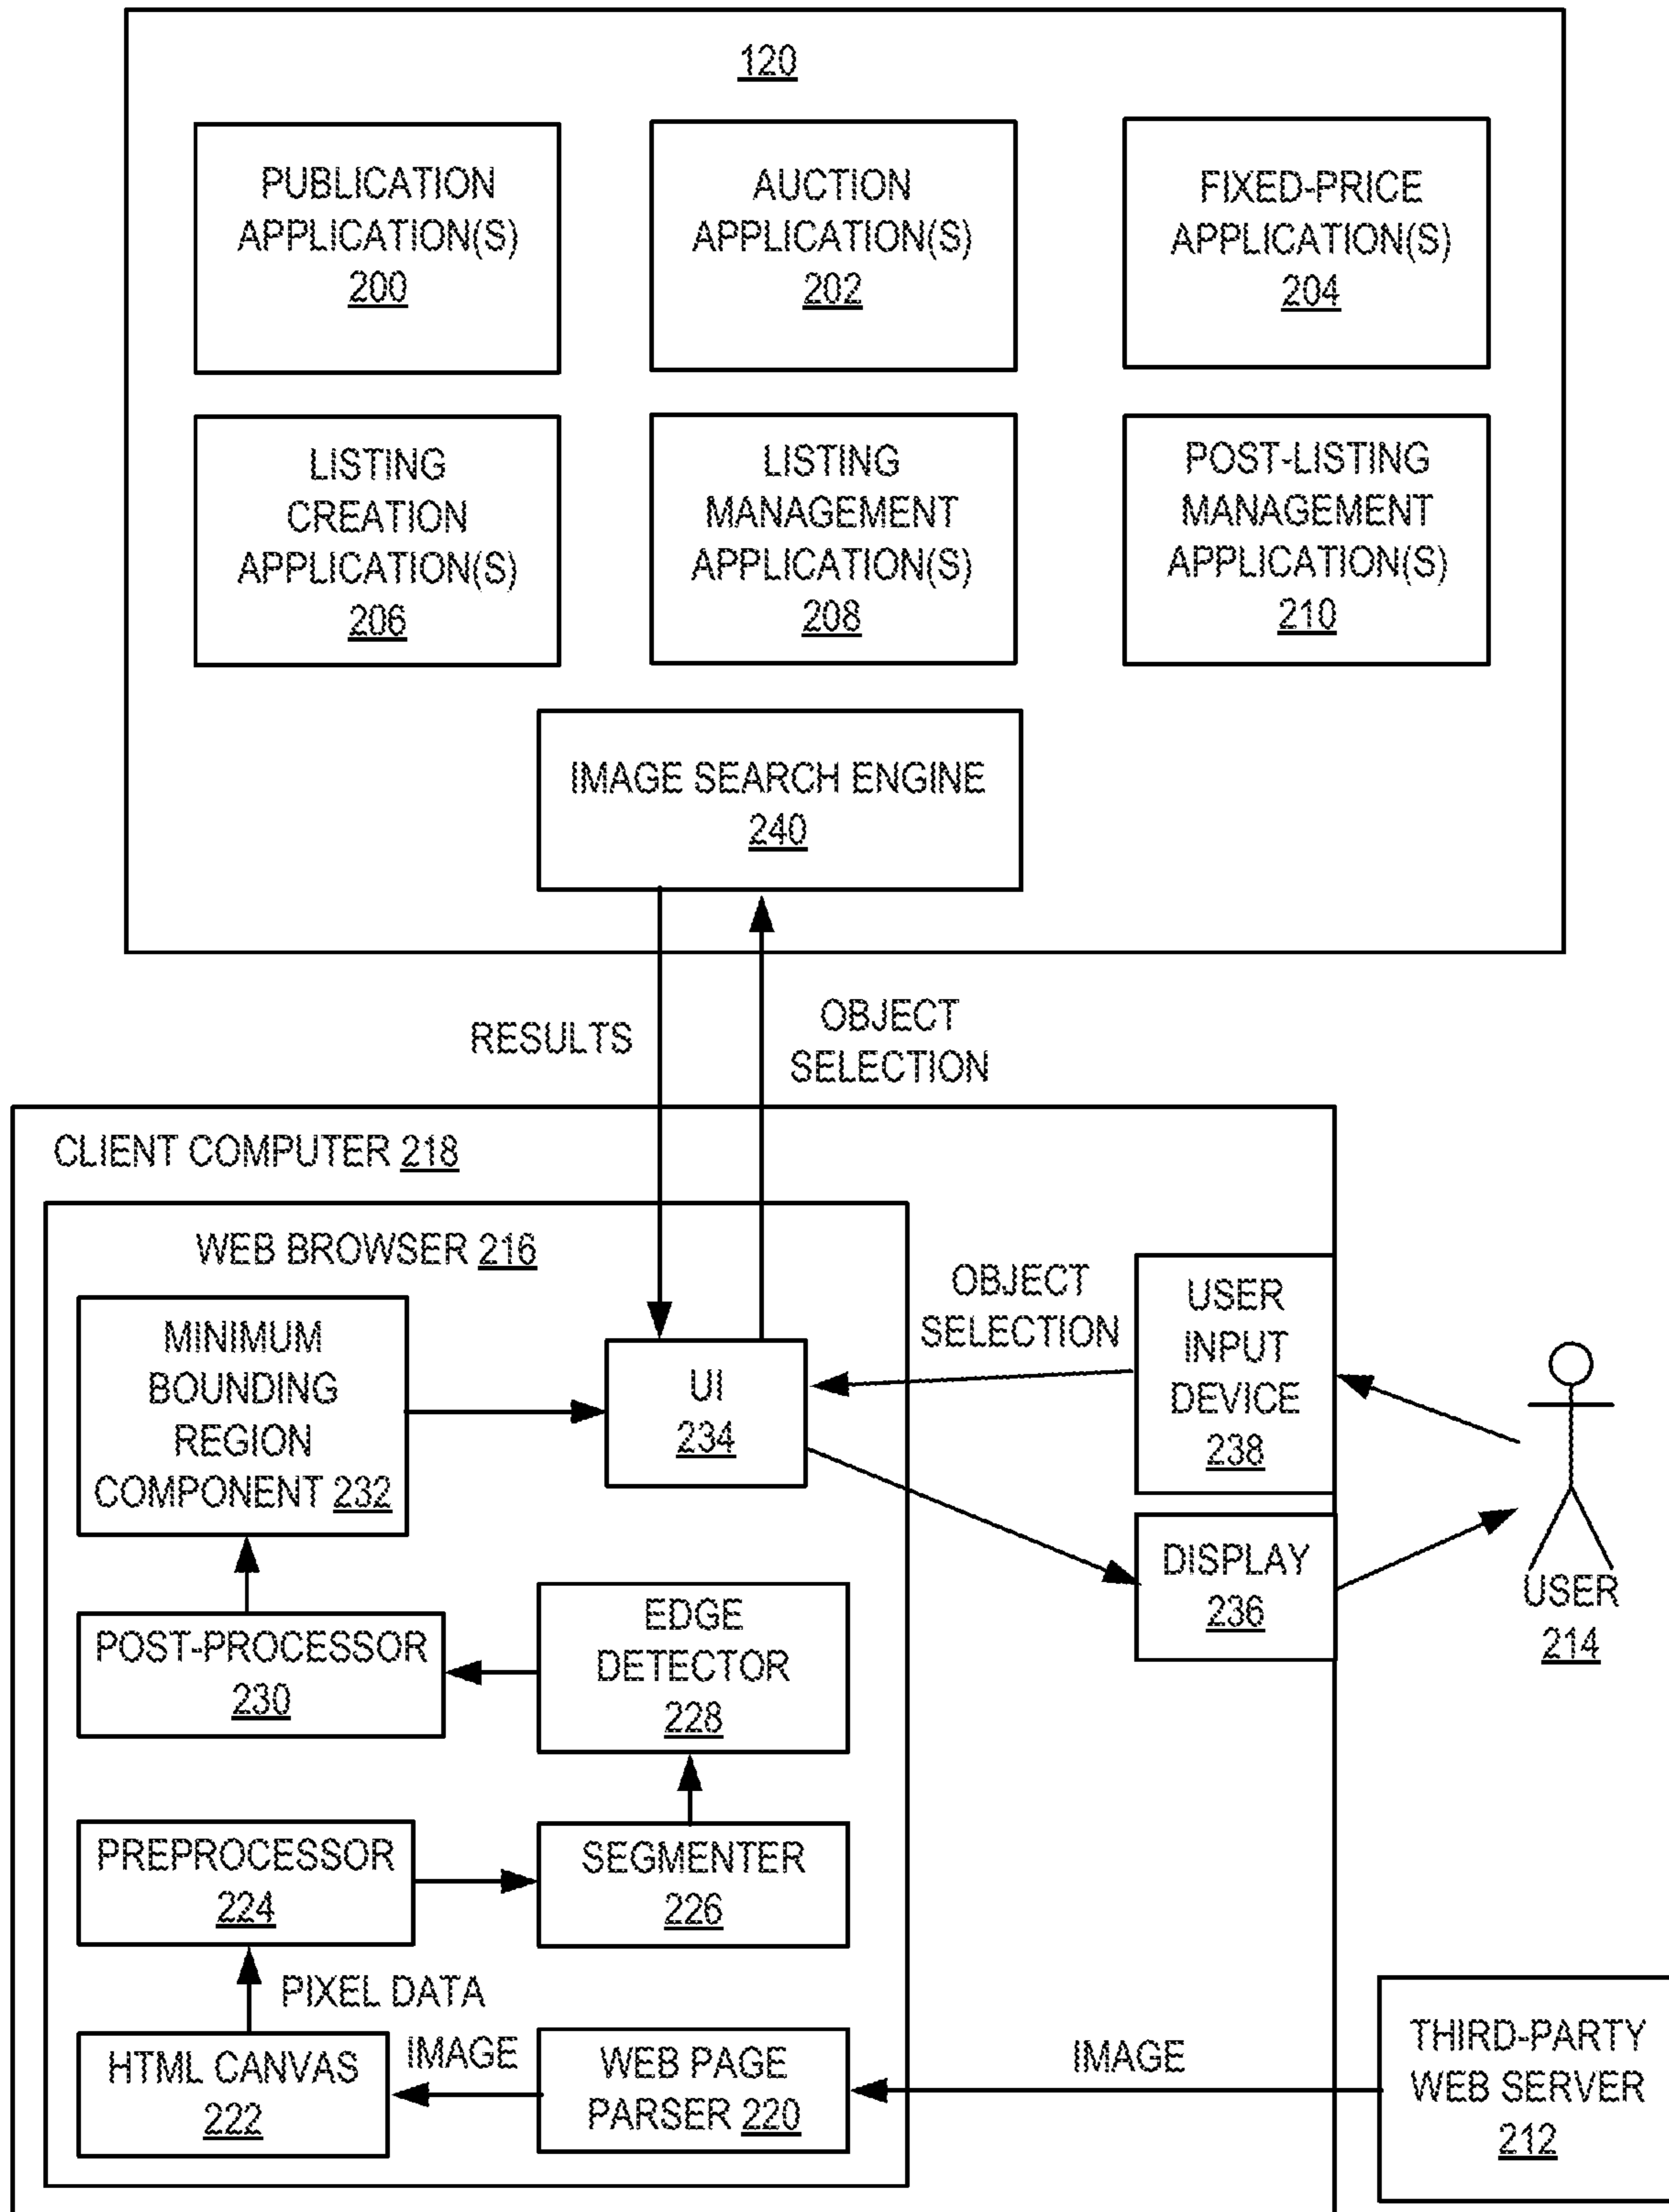 120
PUBLICATION
APPLICATION(S)
200
AUCTION
APPLICATION(S)
202
FIXED-PRICE
APPLICATION(S)
204
LISTING
CREATION
APPLICATION(S)
206
LISTING
MANAGEMENT
APPLICATION(S)
208
POST-LISTING
MANAGEMENT
APPLICATION(S)
210
IMAGE SEARCH ENGINE
240
RESULTS
OBJECT
SELECTION
CLIENT COMPUTER 218
WEB BROWSER 216
MINIMUM
BOUNDING
REGION
COMPONENT 232
UI
234
OBJECT
SELECTION
USER
INPUT
DEVICE
238
DISPLAY
236
USER
214
POST-PROCESSOR
230
EDGE
DETECTOR
228
PREPROCESSOR
224
SEGMENTER
226
PIXEL DATA
HTML CANVAS
222
IMAGE
WEB PAGE
PARSER 220
IMAGE
THIRD-PARTY
WEB SERVER
212